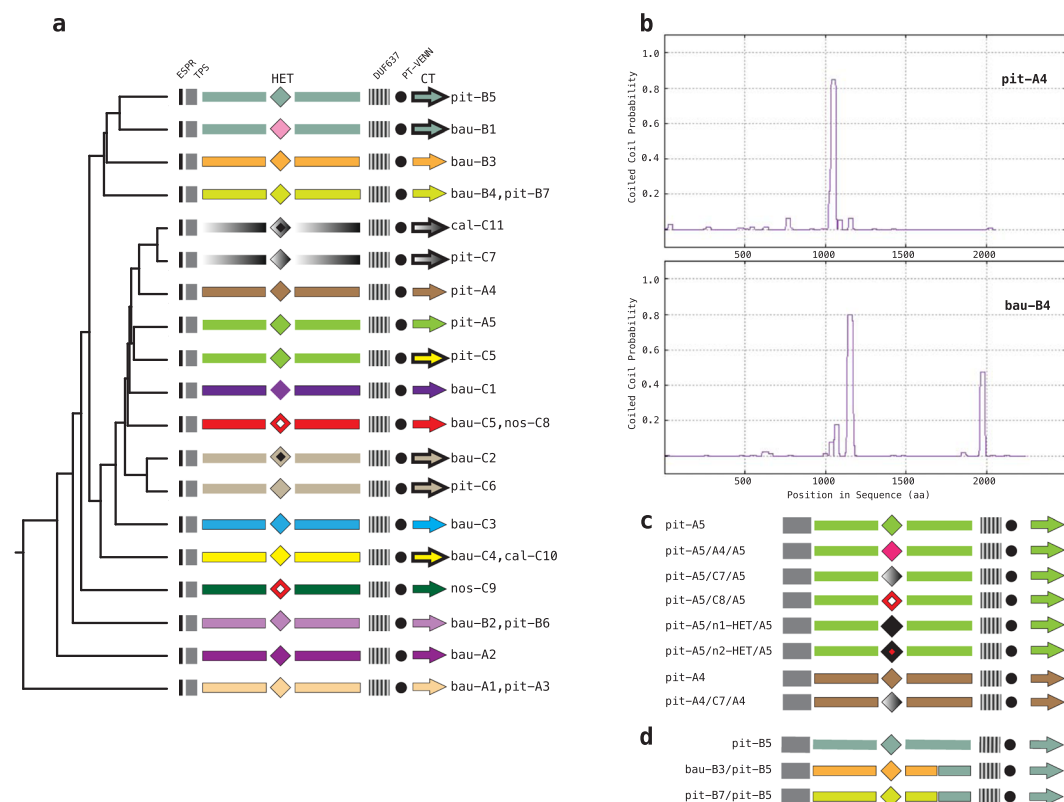 a
ESPR
TPS
HET
DUF637
PT-VENN
CT
pit-B5
bau-B1
bau-B3
bau-B4,pit-B7
cal-C11
pit-C7
pit-A4
pit-A5
pit-C5
bau-C1
bau-C5,nos-C8
bau-C2
pit-C6
bau-C3
bau-C4,cal-C10
nos-C9
bau-B2,pit-B6
bau-A2
bau-A1,pit-A3
b
Coiled Coil Probability
1.0
0.8
0.6
0.4
0.2
pit-A4
500
1000
1500
2000
Coiled Coil Probability
1.0
0.8
0.6
0.4
0.2
bau-B4
500
1000
1500
2000
Position in Sequence (aa)
c
pit-A5
pit-A5/A4/A5
pit-A5/C7/A5
pit-A5/C8/A5
pit-A5/n1-HET/A5
pit-A5/n2-HET/A5
pit-A4
pit-A4/C7/A4
d
pit-B5
bau-B3/pit-B5
pit-B7/pit-B5